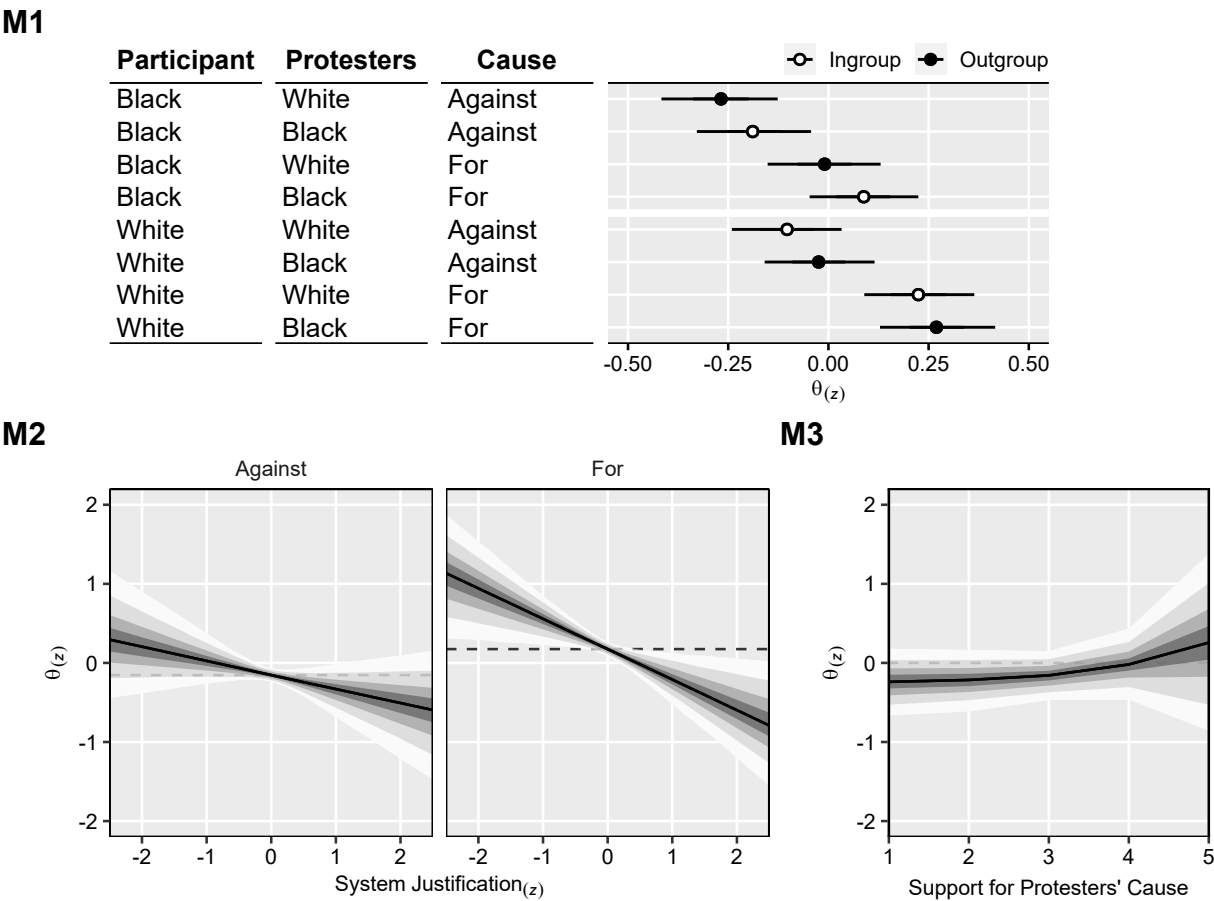 M1
Participant Protesters Cause Ingroup Outgroup
Black White Against
Black Black Against
Black White For
Black Black For
White White Against
White Black Against
White White For
White Black For
-0.50 -0.25 0.00 0.25 0.50
θ(z)
M2
Against For
2
1
0
-1
-2
θ(z)
-2 -1 0 1 2 -2 -1 0 1 2
System Justification(z)
M3
2
1
0
-1
-2
θ(z)
1 2 3 4 5
Support for Protesters' Cause